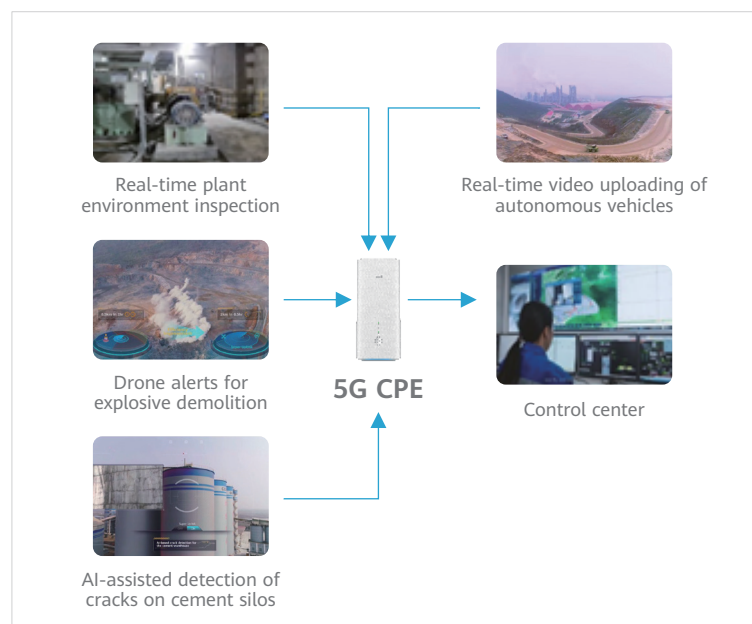 Real-time plant
environment inspection
Real-time video uploading of
autonomous vehicles
Drone alerts for
explosive demolition
5G CPE
Control center
AI-assisted detection of
cracks on cement silos